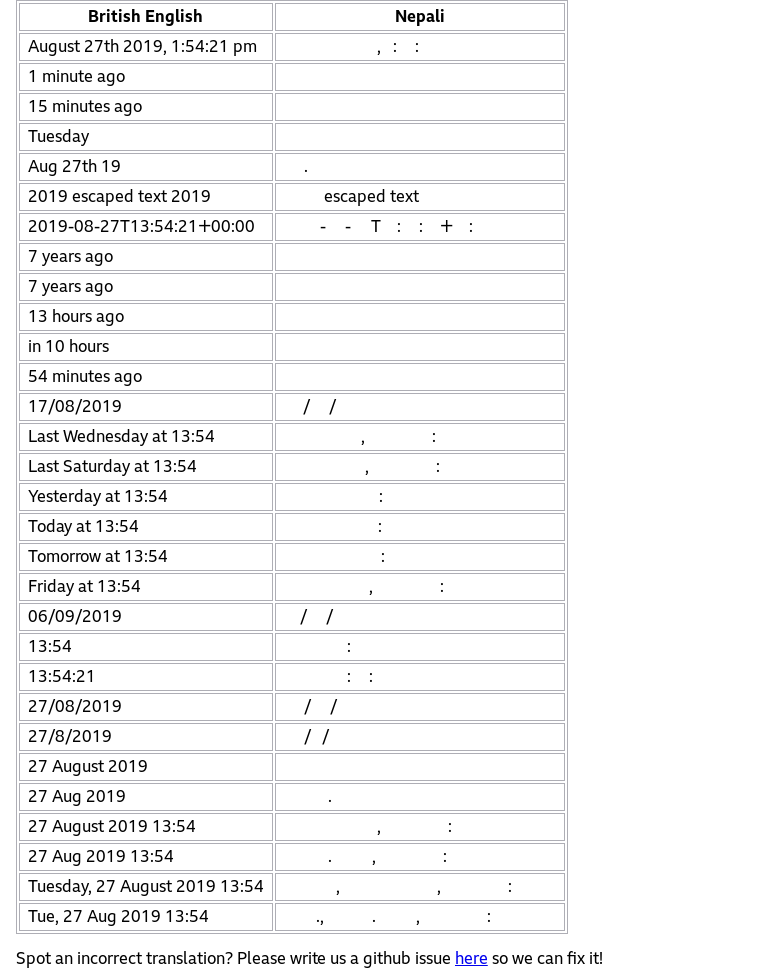 British English Nepali
August 27th 2019, 1:54:21 pm , : :
1 minute ago
15 minutes ago
Tuesday
Aug 27th 19 .
2019 escaped text 2019 escaped text
2019-08-27T13:54:21+00:00 - - T : : + :
7 years ago
7 years ago
13 hours ago
in 10 hours
54 minutes ago
17/08/2019 / /
Last Wednesday at 13:54 , :
Last Saturday at 13:54 , :
Yesterday at 13:54 :
Today at 13:54 :
Tomorrow at 13:54 :
Friday at 13:54 , :
06/09/2019 / /
13:54 :
13:54:21 : :
27/08/2019 / /
27/8/2019 / /
27 August 2019
27 Aug 2019 .
27 August 2019 13:54 , :
27 Aug 2019 13:54 . , :
Tuesday, 27 August 2019 13:54 , , :
Tue, 27 Aug 2019 13:54 ., . , :
Spot an incorrect translation? Please write us a github issue here so we can fix it!